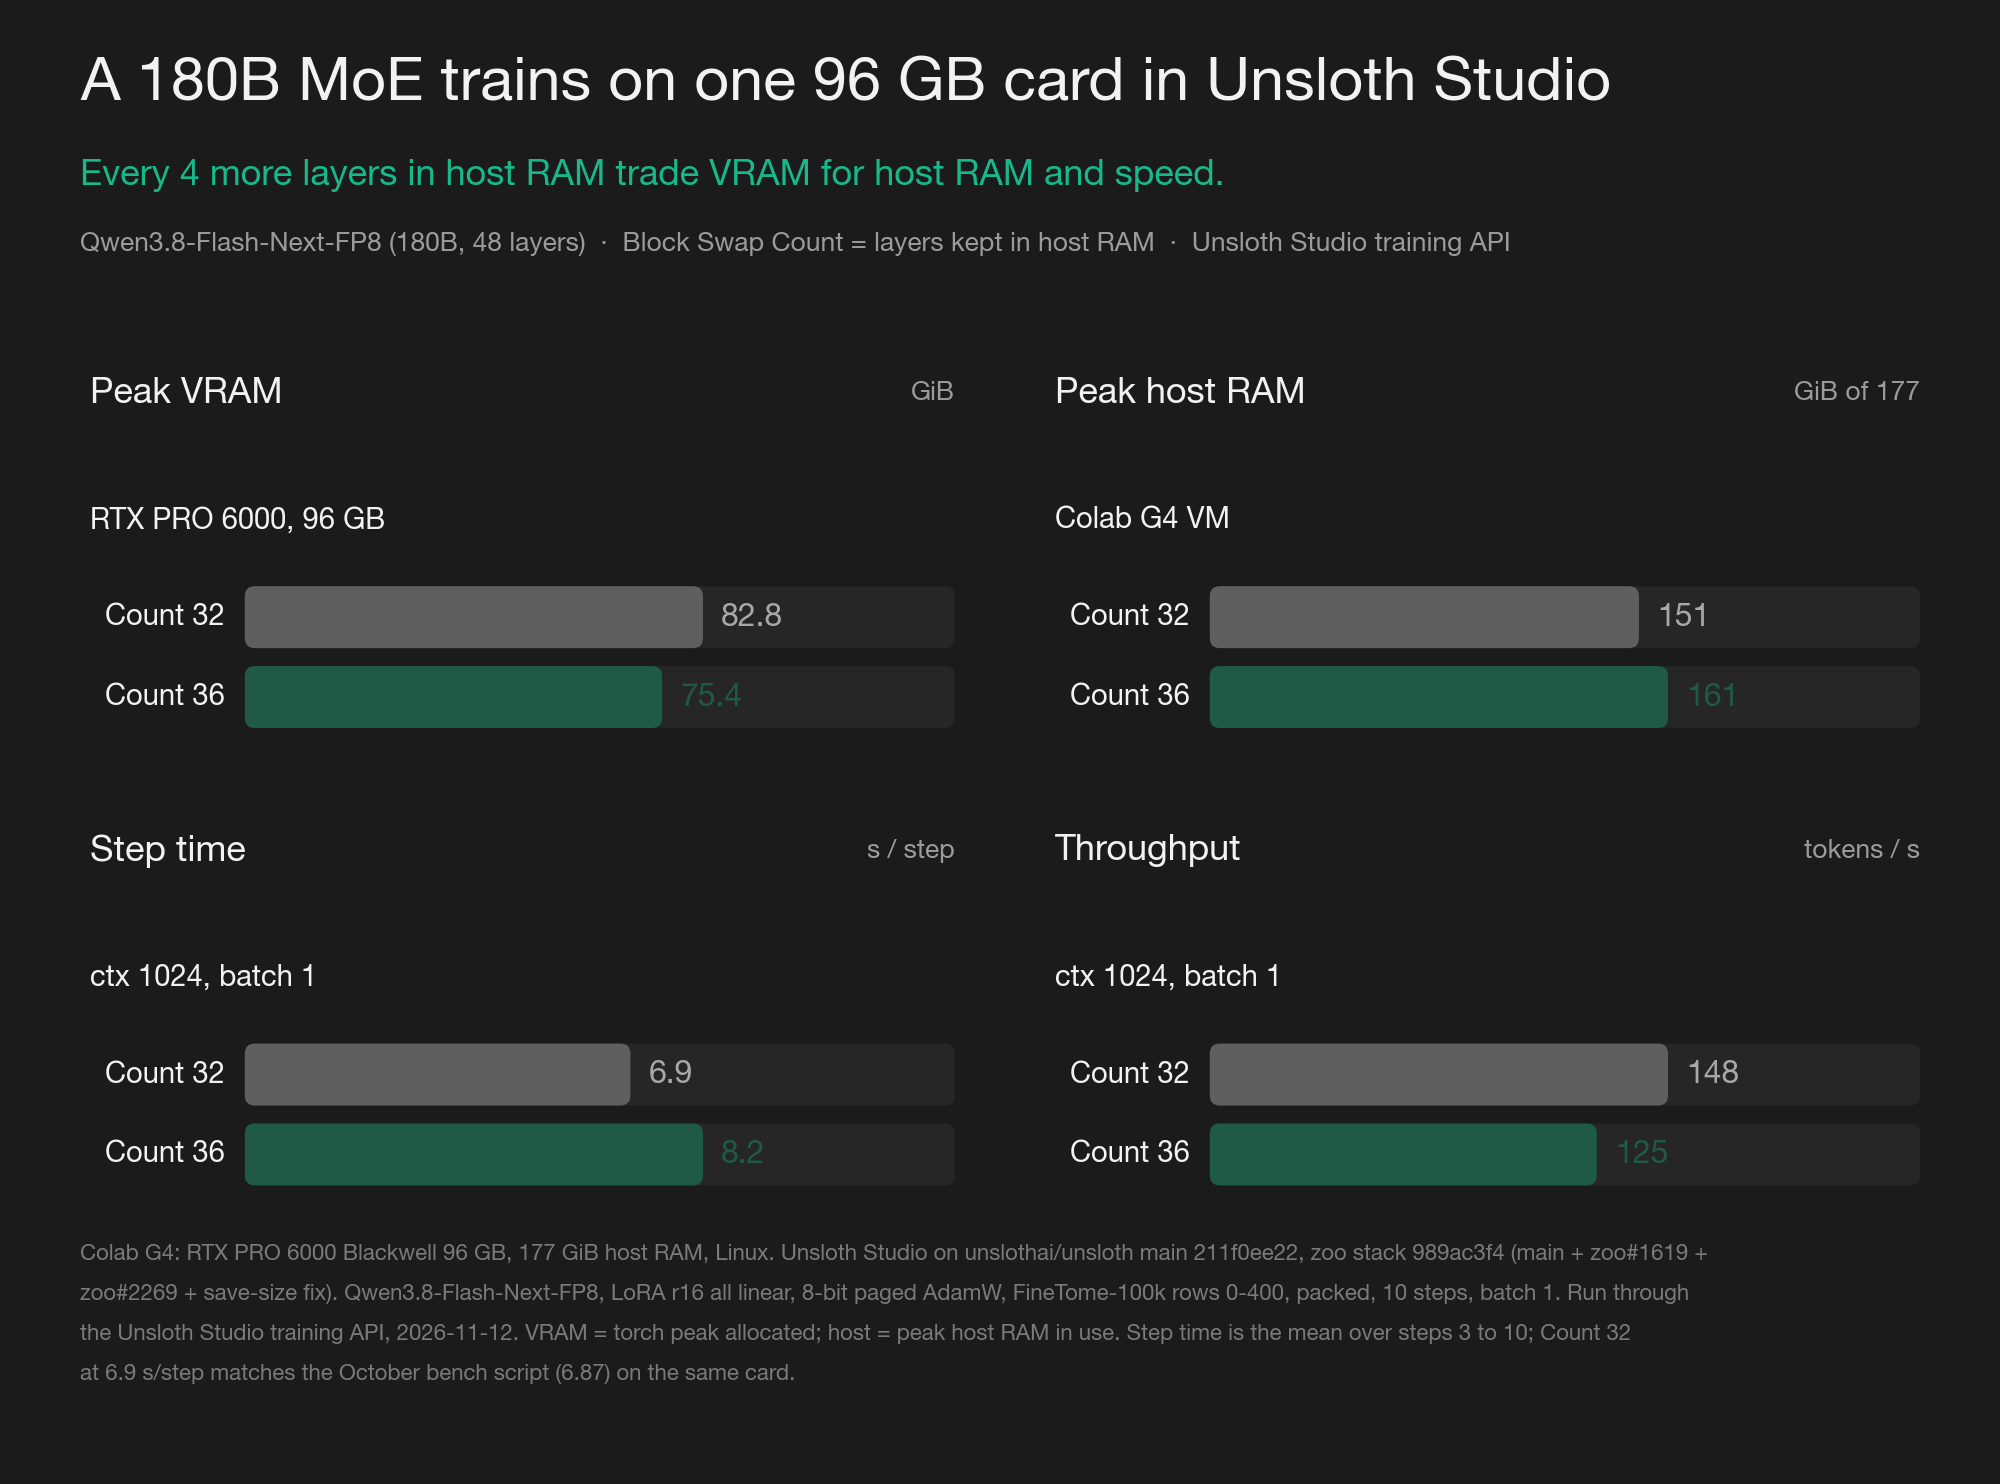 A 180B MoE trains on one 96 GB card in Unsloth Studio
Every 4 more layers in host RAM trade VRAM for host RAM and speed.
Qwen3.8-Flash-Next-FP8 (180B, 48 layers) · Block Swap Count = layers kept in host RAM · Unsloth Studio training API
Peak VRAM GiB
RTX PRO 6000, 96 GB
Count 32 82.8
Count 36 75.4
Peak host RAM GiB of 177
Colab G4 VM
Count 32 151
Count 36 161
Step time s / step
ctx 1024, batch 1
Count 32 6.9
Count 36 8.2
Throughput tokens / s
ctx 1024, batch 1
Count 32 148
Count 36 125
Colab G4: RTX PRO 6000 Blackwell 96 GB, 177 GiB host RAM, Linux. Unsloth Studio on unslothai/unsloth main 211f0ee22, zoo stack 989ac3f4 (main + zoo#1619 +
zoo#2269 + save-size fix). Qwen3.8-Flash-Next-FP8, LoRA r16 all linear, 8-bit paged AdamW, FineTome-100k rows 0-400, packed, 10 steps, batch 1. Run through
the Unsloth Studio training API, 2026-11-12. VRAM = torch peak allocated; host = peak host RAM in use. Step time is the mean over steps 3 to 10; Count 32
at 6.9 s/step matches the October bench script (6.87) on the same card.